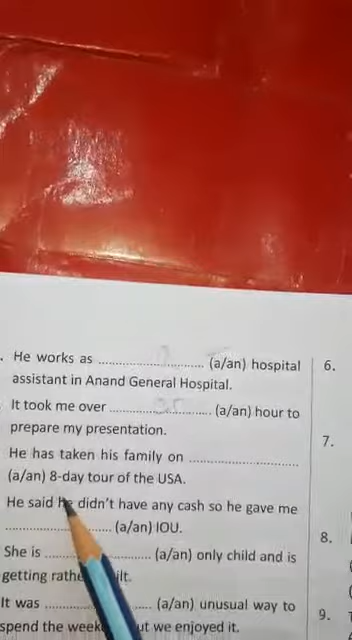 . He works as .............................. (a/an) hospital 6.
assistant in Anand General Hospital.
It took me over .............................. (a/an) hour to
prepare my presentation. 7.
He has taken his family on ..............................
(a/an) 8-day tour of the USA.
He said he didn't have any cash so he gave me
.............................. (a/an) IOU. 8.
She is .............................. (a/an) only child and is
getting
It was .............................. (a/an) unusual way to 9.
spend the we enjoyed it.